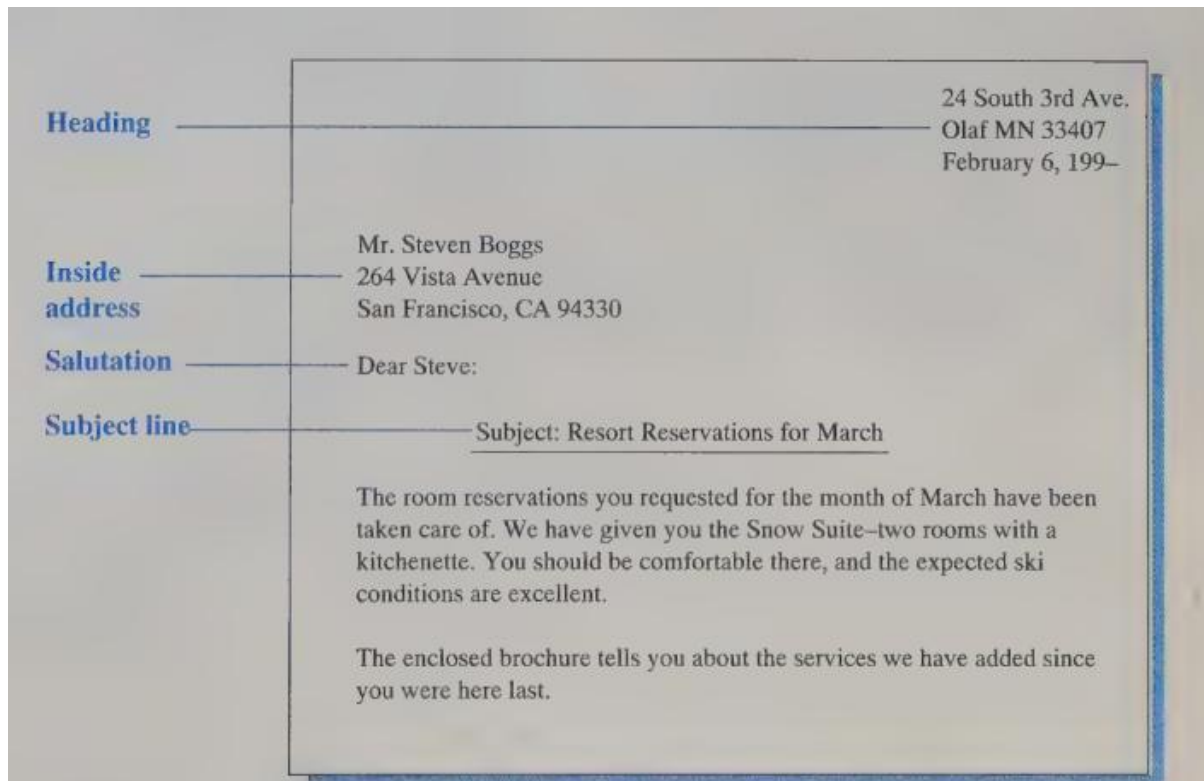 24 South 3rd Ave.
Heading
Olaf MN 33407
February 6, 199–
Mr. Steven Boggs
Inside
264 Vista Avenue
address
San Francisco, CA 94330
Salutation
Dear Steve:
Subject line
Subject: Resort Reservations for March
The room reservations you requested for the month of March have been
taken care of. We have given you the Snow Suite–two rooms with a
kitchenette. You should be comfortable there, and the expected ski
conditions are excellent.
The enclosed brochure tells you about the services we have added since
you were here last.